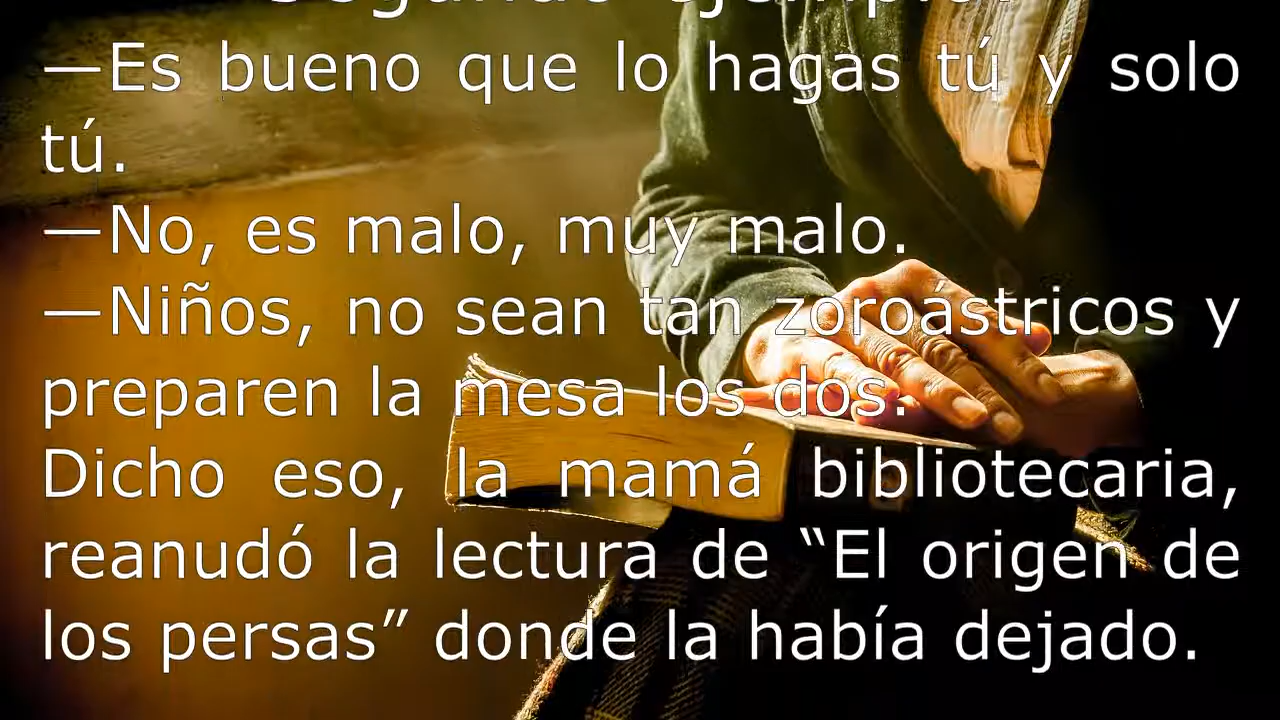 Segundo ejemplo:
—Es bueno que lo hagas tú y solo
tú.
—No, es malo, muy malo.
—Niños, no sean tan zoroástricos y
preparen la mesa los dos.
Dicho eso, la mamá bibliotecaria,
reanudó la lectura de “El origen de
los persas” donde la había dejado.